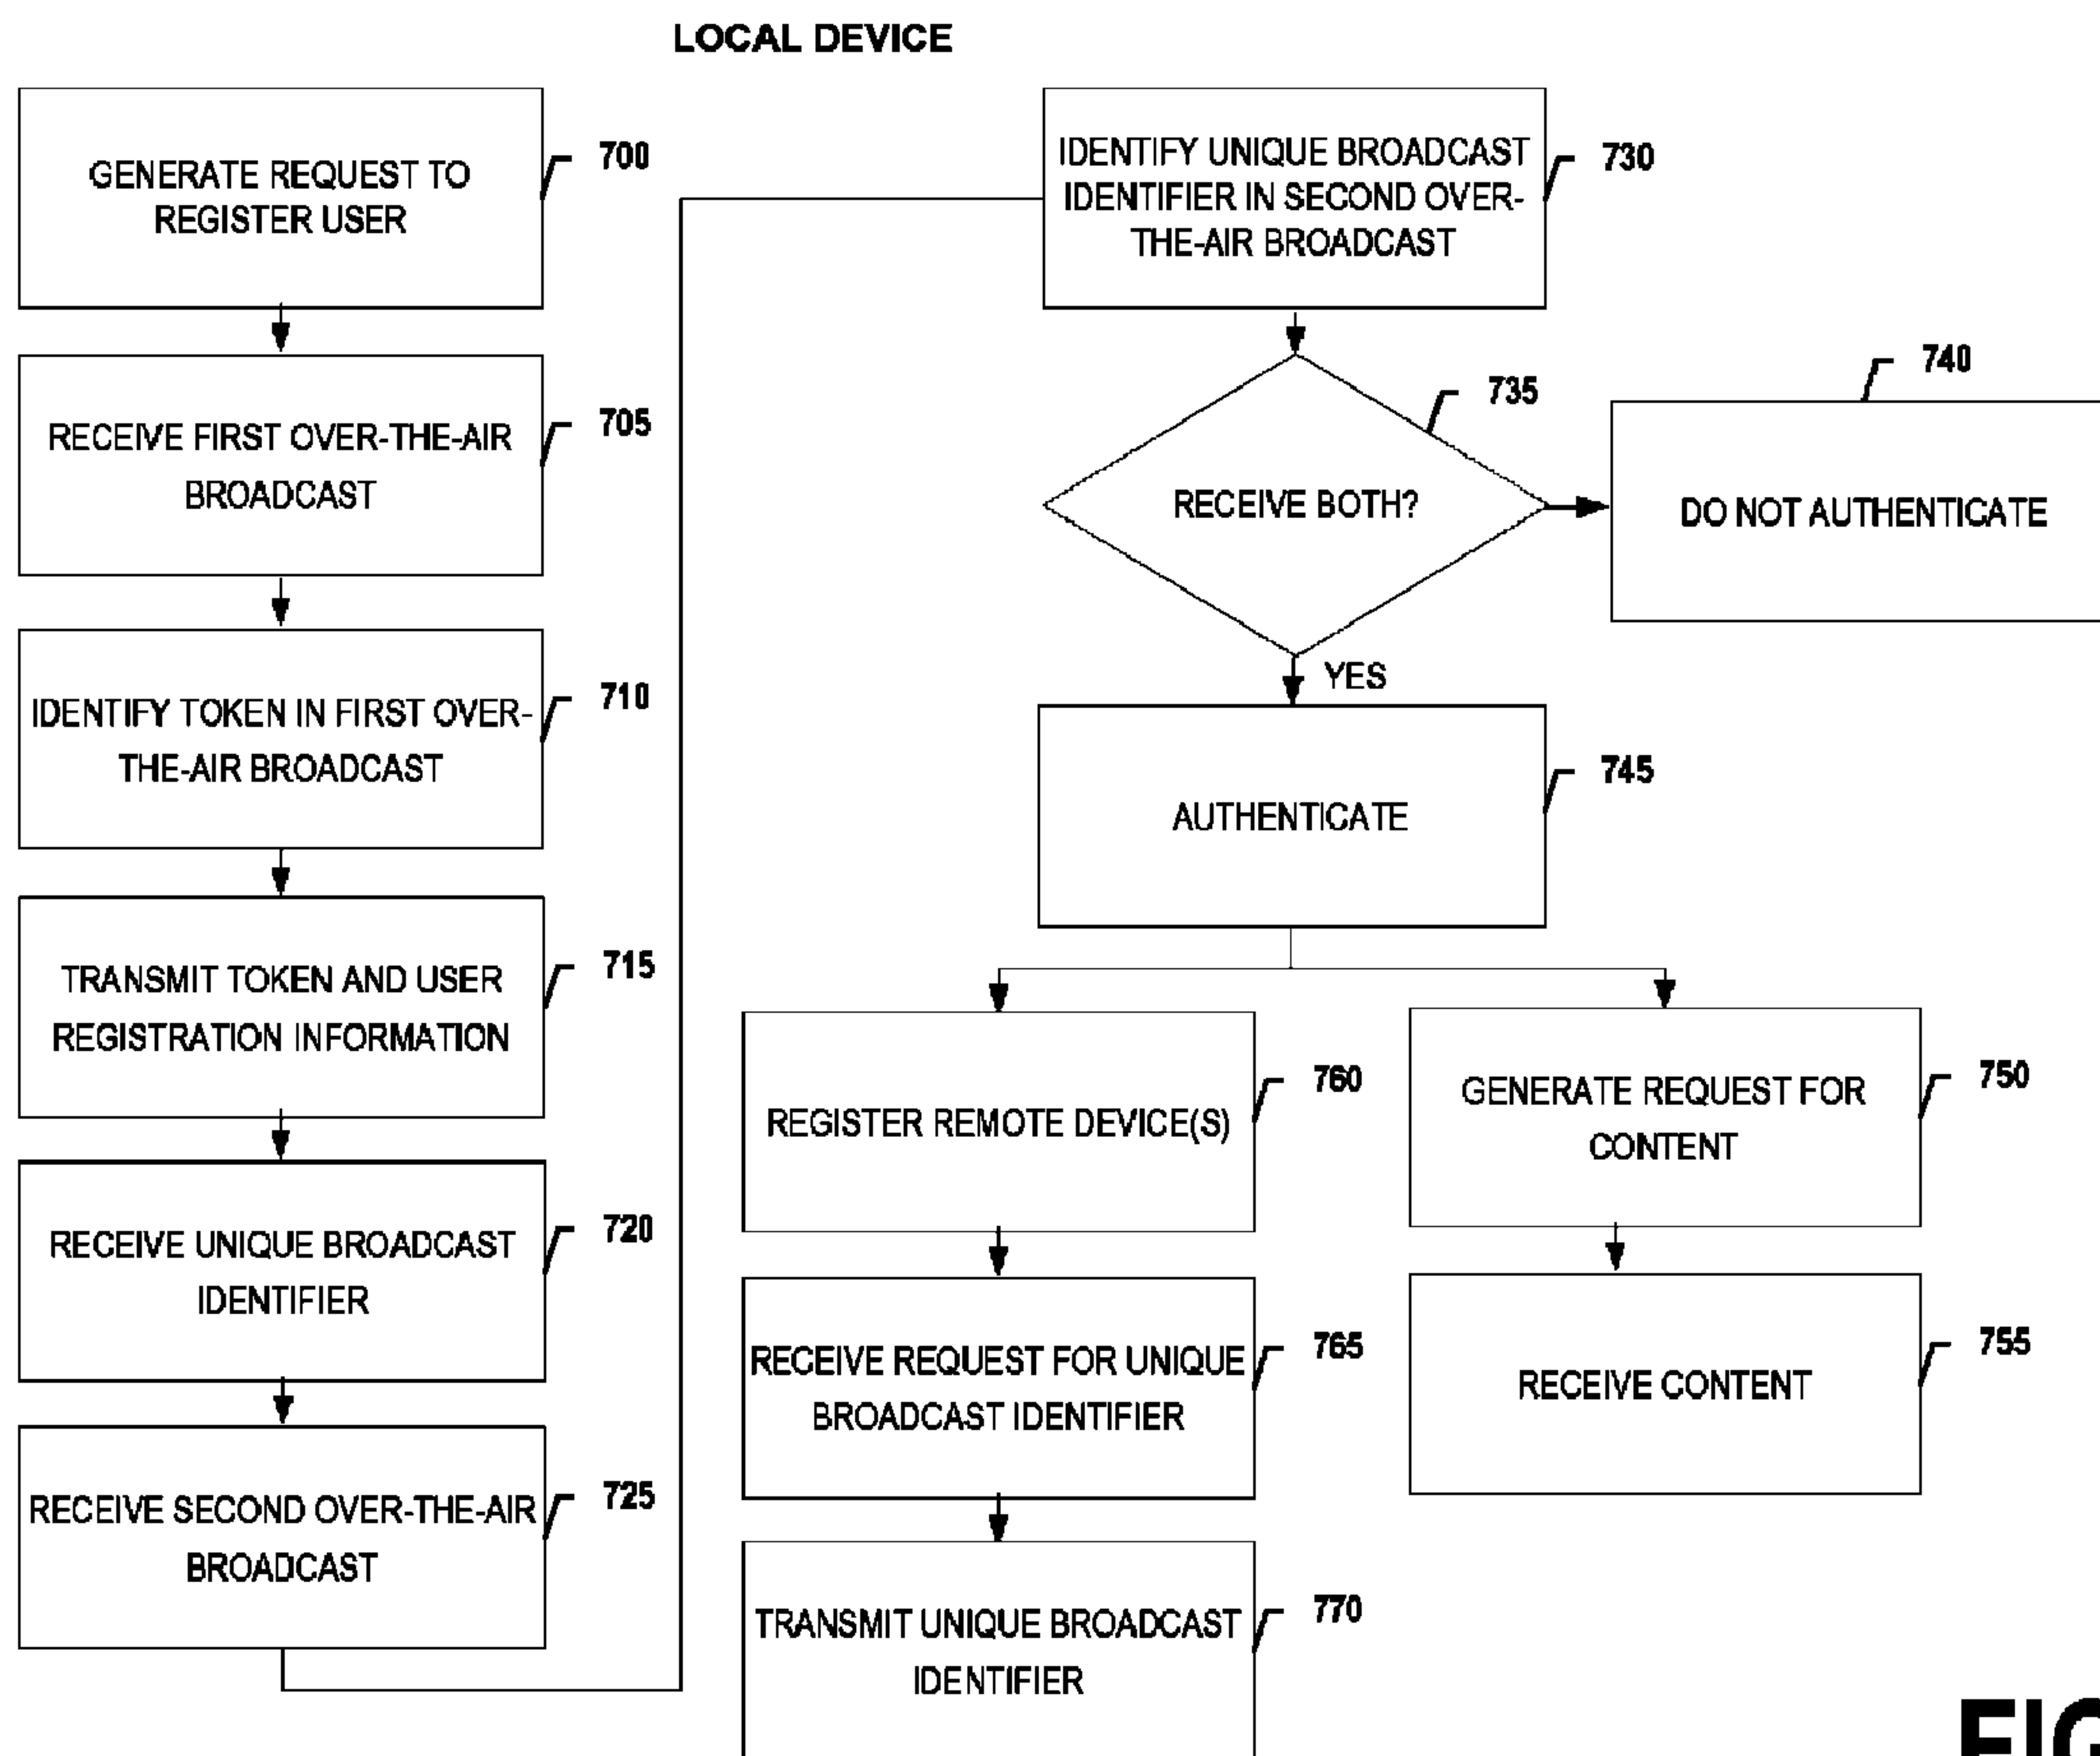 LOCAL DEVICE
GENERATE REQUEST TO
REGISTER USER
700
RECEIVE FIRST OVER-THE-AIR
BROADCAST
705
IDENTIFY TOKEN IN FIRST OVER-
THE-AIR BROADCAST
710
TRANSMIT TOKEN AND USER
REGISTRATION INFORMATION
715
RECEIVE UNIQUE BROADCAST
IDENTIFIER
720
RECEIVE SECOND OVER-THE-AIR
BROADCAST
725
IDENTIFY UNIQUE BROADCAST
IDENTIFIER IN SECOND OVER-
THE-AIR BROADCAST
730
RECEIVE BOTH?
735
DO NOT AUTHENTICATE
740
YES
AUTHENTICATE
745
REGISTER REMOTE DEVICE(S)
760
RECEIVE REQUEST FOR UNIQUE
BROADCAST IDENTIFIER
765
TRANSMIT UNIQUE BROADCAST
IDENTIFIER
770
GENERATE REQUEST FOR
CONTENT
750
RECEIVE CONTENT
755